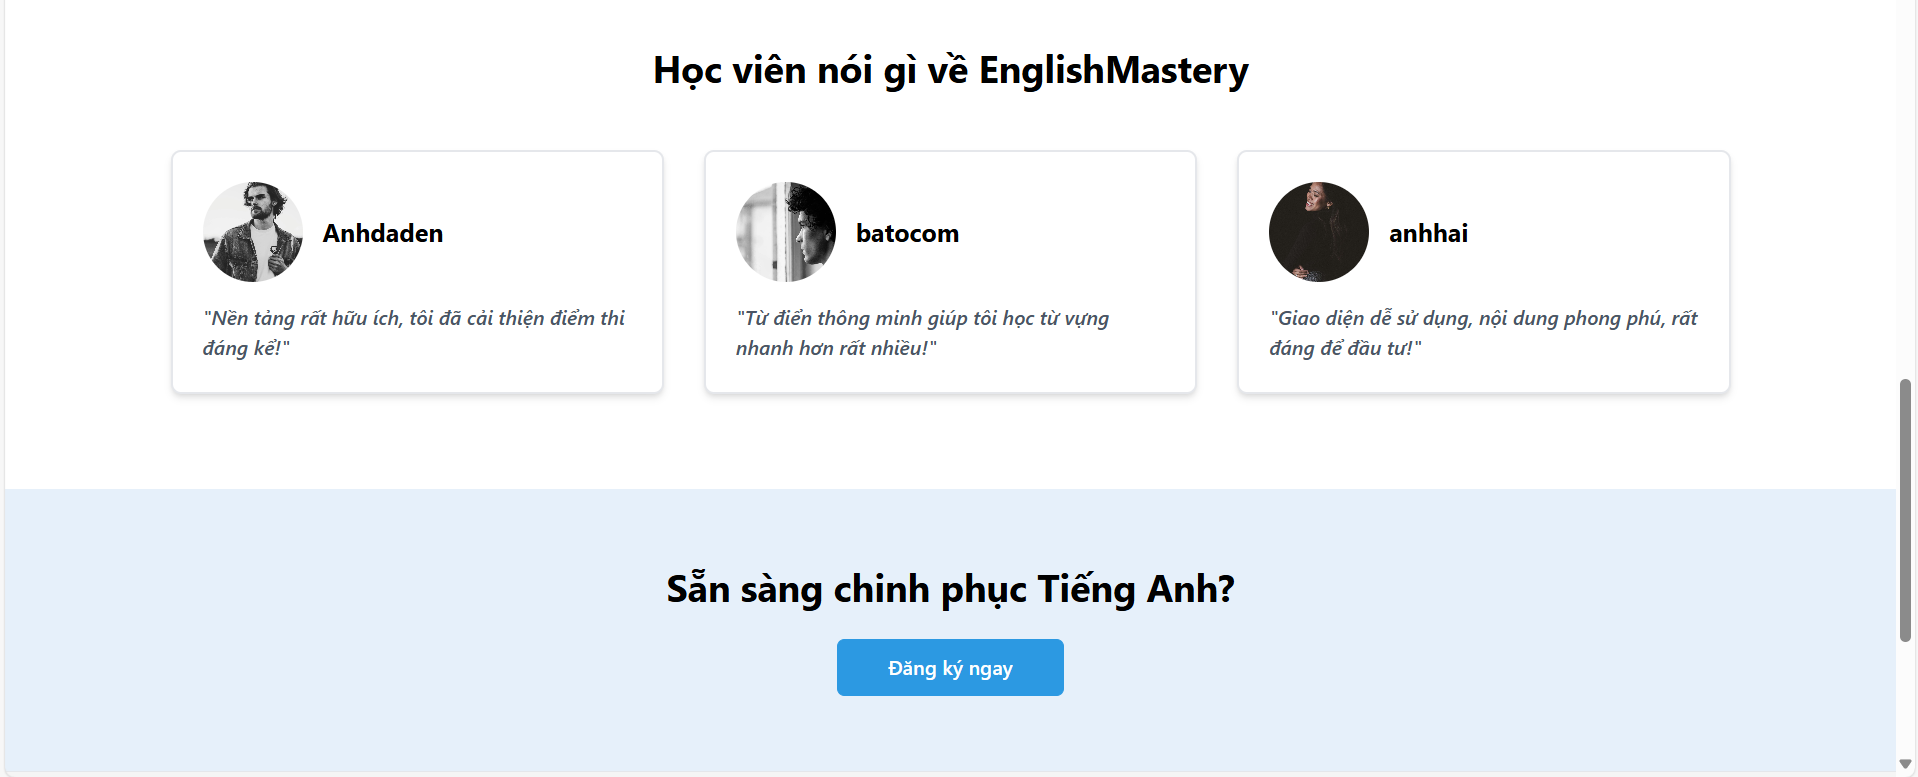 Học viên nói gì về EnglishMastery
Anhdaden
"Nền tảng rất hữu ích, tôi đã cải thiện điểm thi
đáng kể!"
batocom
"Từ điển thông minh giúp tôi học từ vựng
nhanh hơn rất nhiều!"
anhhai
"Giao diện dễ sử dụng, nội dung phong phú, rất
đáng để đầu tư!"
Sẵn sàng chinh phục Tiếng Anh?
Đăng ký ngay